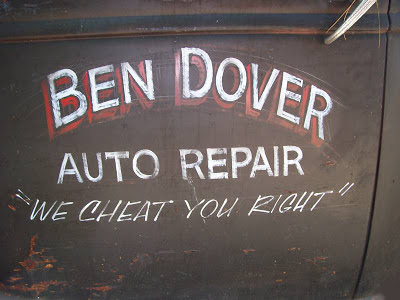 BEN DOVER
AUTO REPAIR
"WE CHEAT YOU RIGHT"